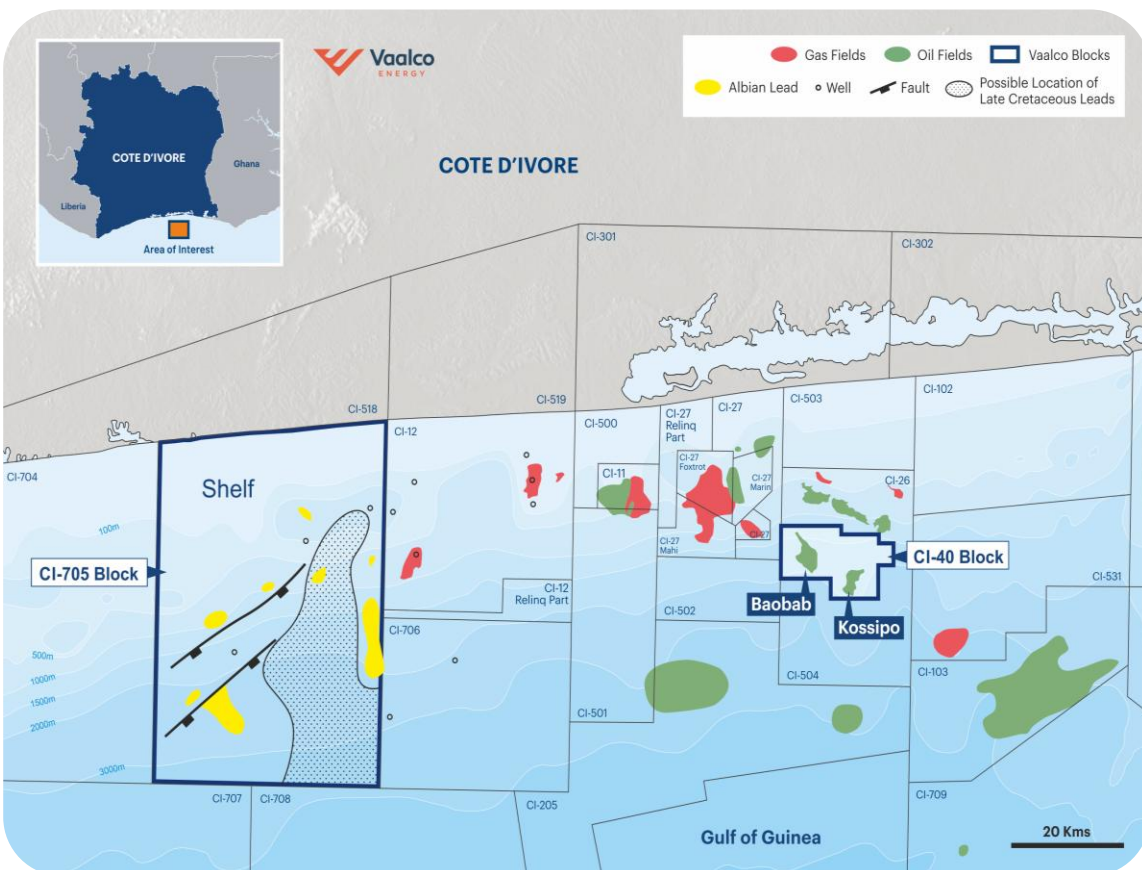 COTE D'IVORE
Liberia
Ghana
Area of Interest
Vaalco
ENERGY
Gas Fields
Oil Fields
Vaalco Blocks
Albian Lead
Well
Fault
Possible Location of
Late Cretaceous Leads
COTE D'IVORE
CI-301
CI-302
CI-518
CI-519
CI-704
CI-12
CI-500
CI-27
Relinq
Part
CI-27
CI-503
CI-102
Shelf
CI-11
CI-27
Foxtrot
CI-27
Marin
CI-26
100m
CI-27
Mahi
CI-27
CI-705 Block
CI-40 Block
CI-12
Relinq Part
Baobab
Kossipo
CI-531
CI-706
CI-502
500m
1000m
1500m
2000m
3000m
CI-504
CI-103
CI-501
CI-707
CI-708
CI-205
CI-709
Gulf of Guinea
20 Kms